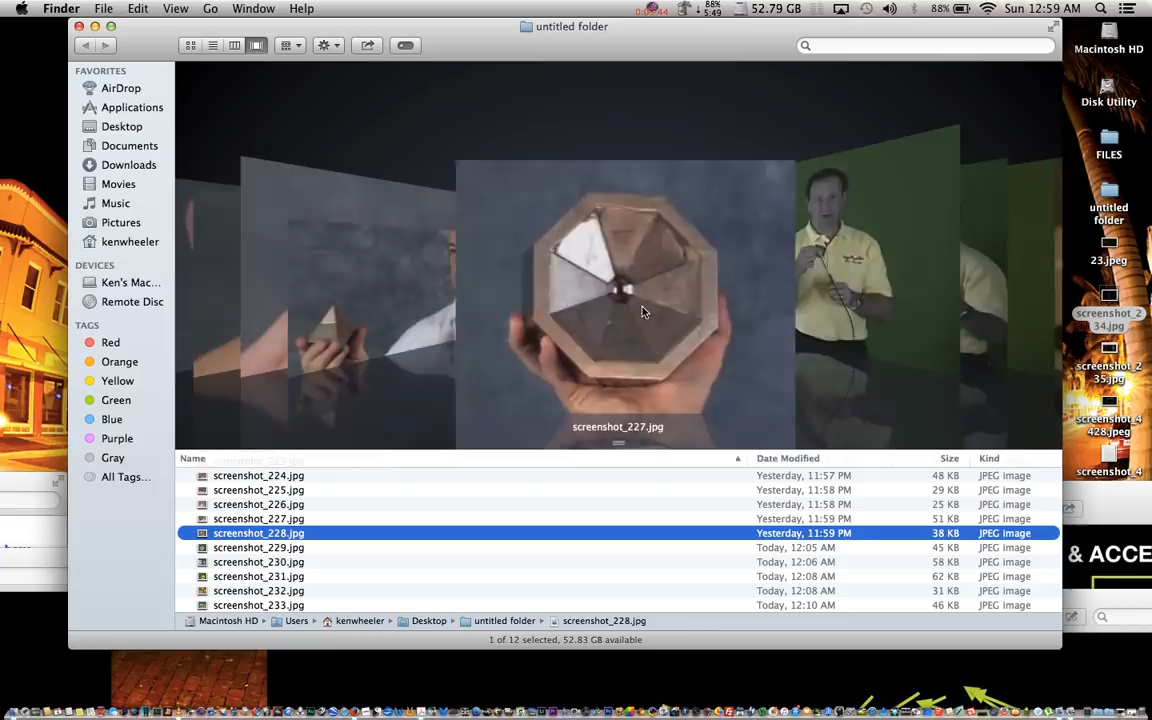 Finder File Edit View Go Window Help 88% 5:49 52.79 GB 88% Sun 12:59 AM
0:05:44
untitled folder
FAVORITES
AirDrop
Applications
Desktop
Documents
Downloads
Movies
Music
Pictures
kenwheeler
DEVICES
Ken's Mac...
Remote Disc
TAGS
Red
Orange
Yellow
Green
Blue
Purple
Gray
All Tags...
screenshot_227.jpg
Name Date Modified Size Kind
screenshot_224.jpg Yesterday, 11:57 PM 48 KB JPEG image
screenshot_225.jpg Yesterday, 11:58 PM 29 KB JPEG image
screenshot_226.jpg Yesterday, 11:58 PM 25 KB JPEG image
screenshot_227.jpg Yesterday, 11:59 PM 51 KB JPEG image
screenshot_228.jpg Yesterday, 11:59 PM 38 KB JPEG image
screenshot_229.jpg Today, 12:05 AM 45 KB JPEG image
screenshot_230.jpg Today, 12:06 AM 58 KB JPEG image
screenshot_231.jpg Today, 12:08 AM 62 KB JPEG image
screenshot_232.jpg Today, 12:08 AM 31 KB JPEG image
screenshot_233.jpg Today, 12:10 AM 46 KB JPEG image
Macintosh HD Users kenwheeler Desktop untitled folder screenshot_228.jpg
1 of 12 selected, 52.83 GB available
Macintosh HD
Disk Utility
FILES
untitled
folder
23.jpeg
screenshot_2
34.jpg
screenshot_2
35.jpg
screenshot_4
428.jpeg
screenshot_4
& ACCE